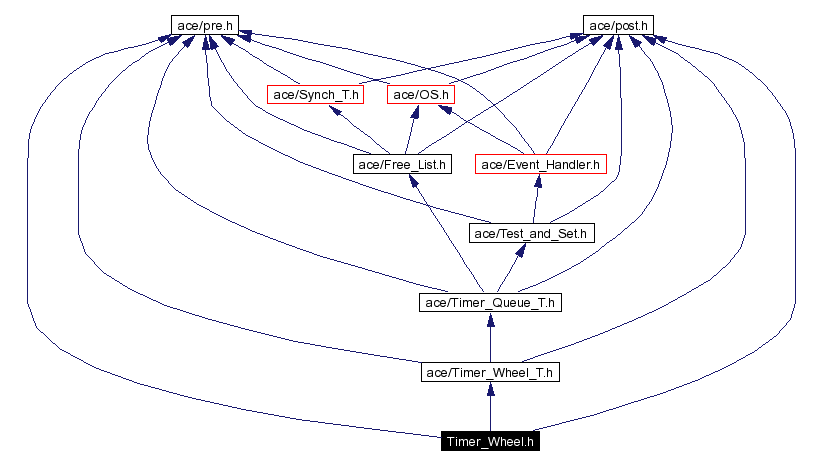 ace/pre.h
ace/post.h
ace/Synch_T.h
ace/OS.h
ace/Free_List.h
ace/Event_Handler.h
ace/Test_and_Set.h
ace/Timer_Queue_T.h
ace/Timer_Wheel_T.h
Timer_Wheel.h